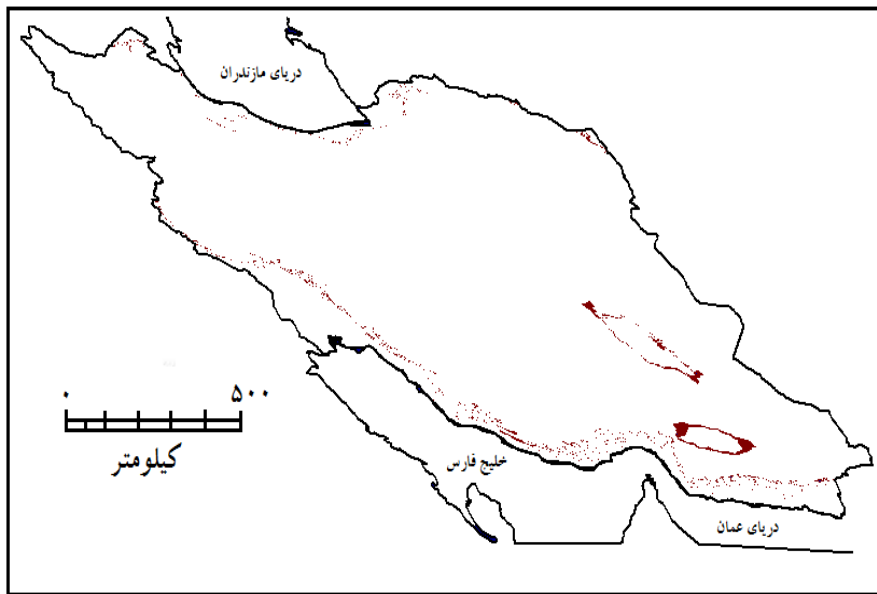 دریای مازندران
۰ ۵۰۰
کیلومتر
خلیج فارس
دریای عمان